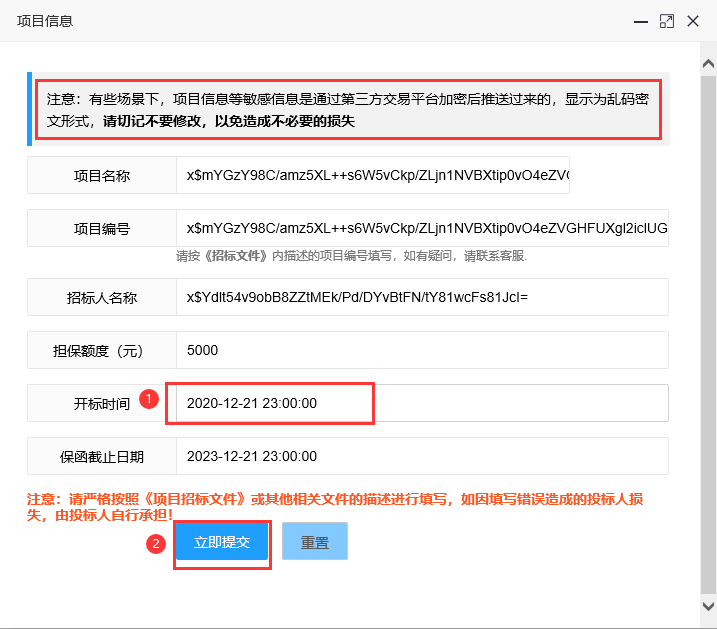 项目信息
注意：有些场景下，项目信息等敏感信息是通过第三方交易平台加密后推送过来的，显示为乱码密
文形式，请切记不要修改，以免造成不必要的损失
项目名称 x$mYGzY98C/amz5XL++s6W5vCkp/ZLjn1NVBXtip0vO4eZV
项目编号 x$mYGzY98C/amz5XL++s6W5vCkp/ZLjn1NVBXtip0vO4eZVGHFUXgl2iclUG
请按《招标文件》内描述的项目编号填写，如有疑问，请联系客服.
招标人名称 x$Ydlt54v9obB8ZZtMEk/Pd/DYvBtFN/tY81wcFs81JcI=
担保额度（元） 5000
开标时间 1 2020-12-21 23:00:00
保函截止日期 2023-12-21 23:00:00
注意：请严格按照《项目招标文件》或其他相关文件的描述进行填写，如因填写错误造成的投标人损
失，由投标人自行承担！
2 立即提交 重置